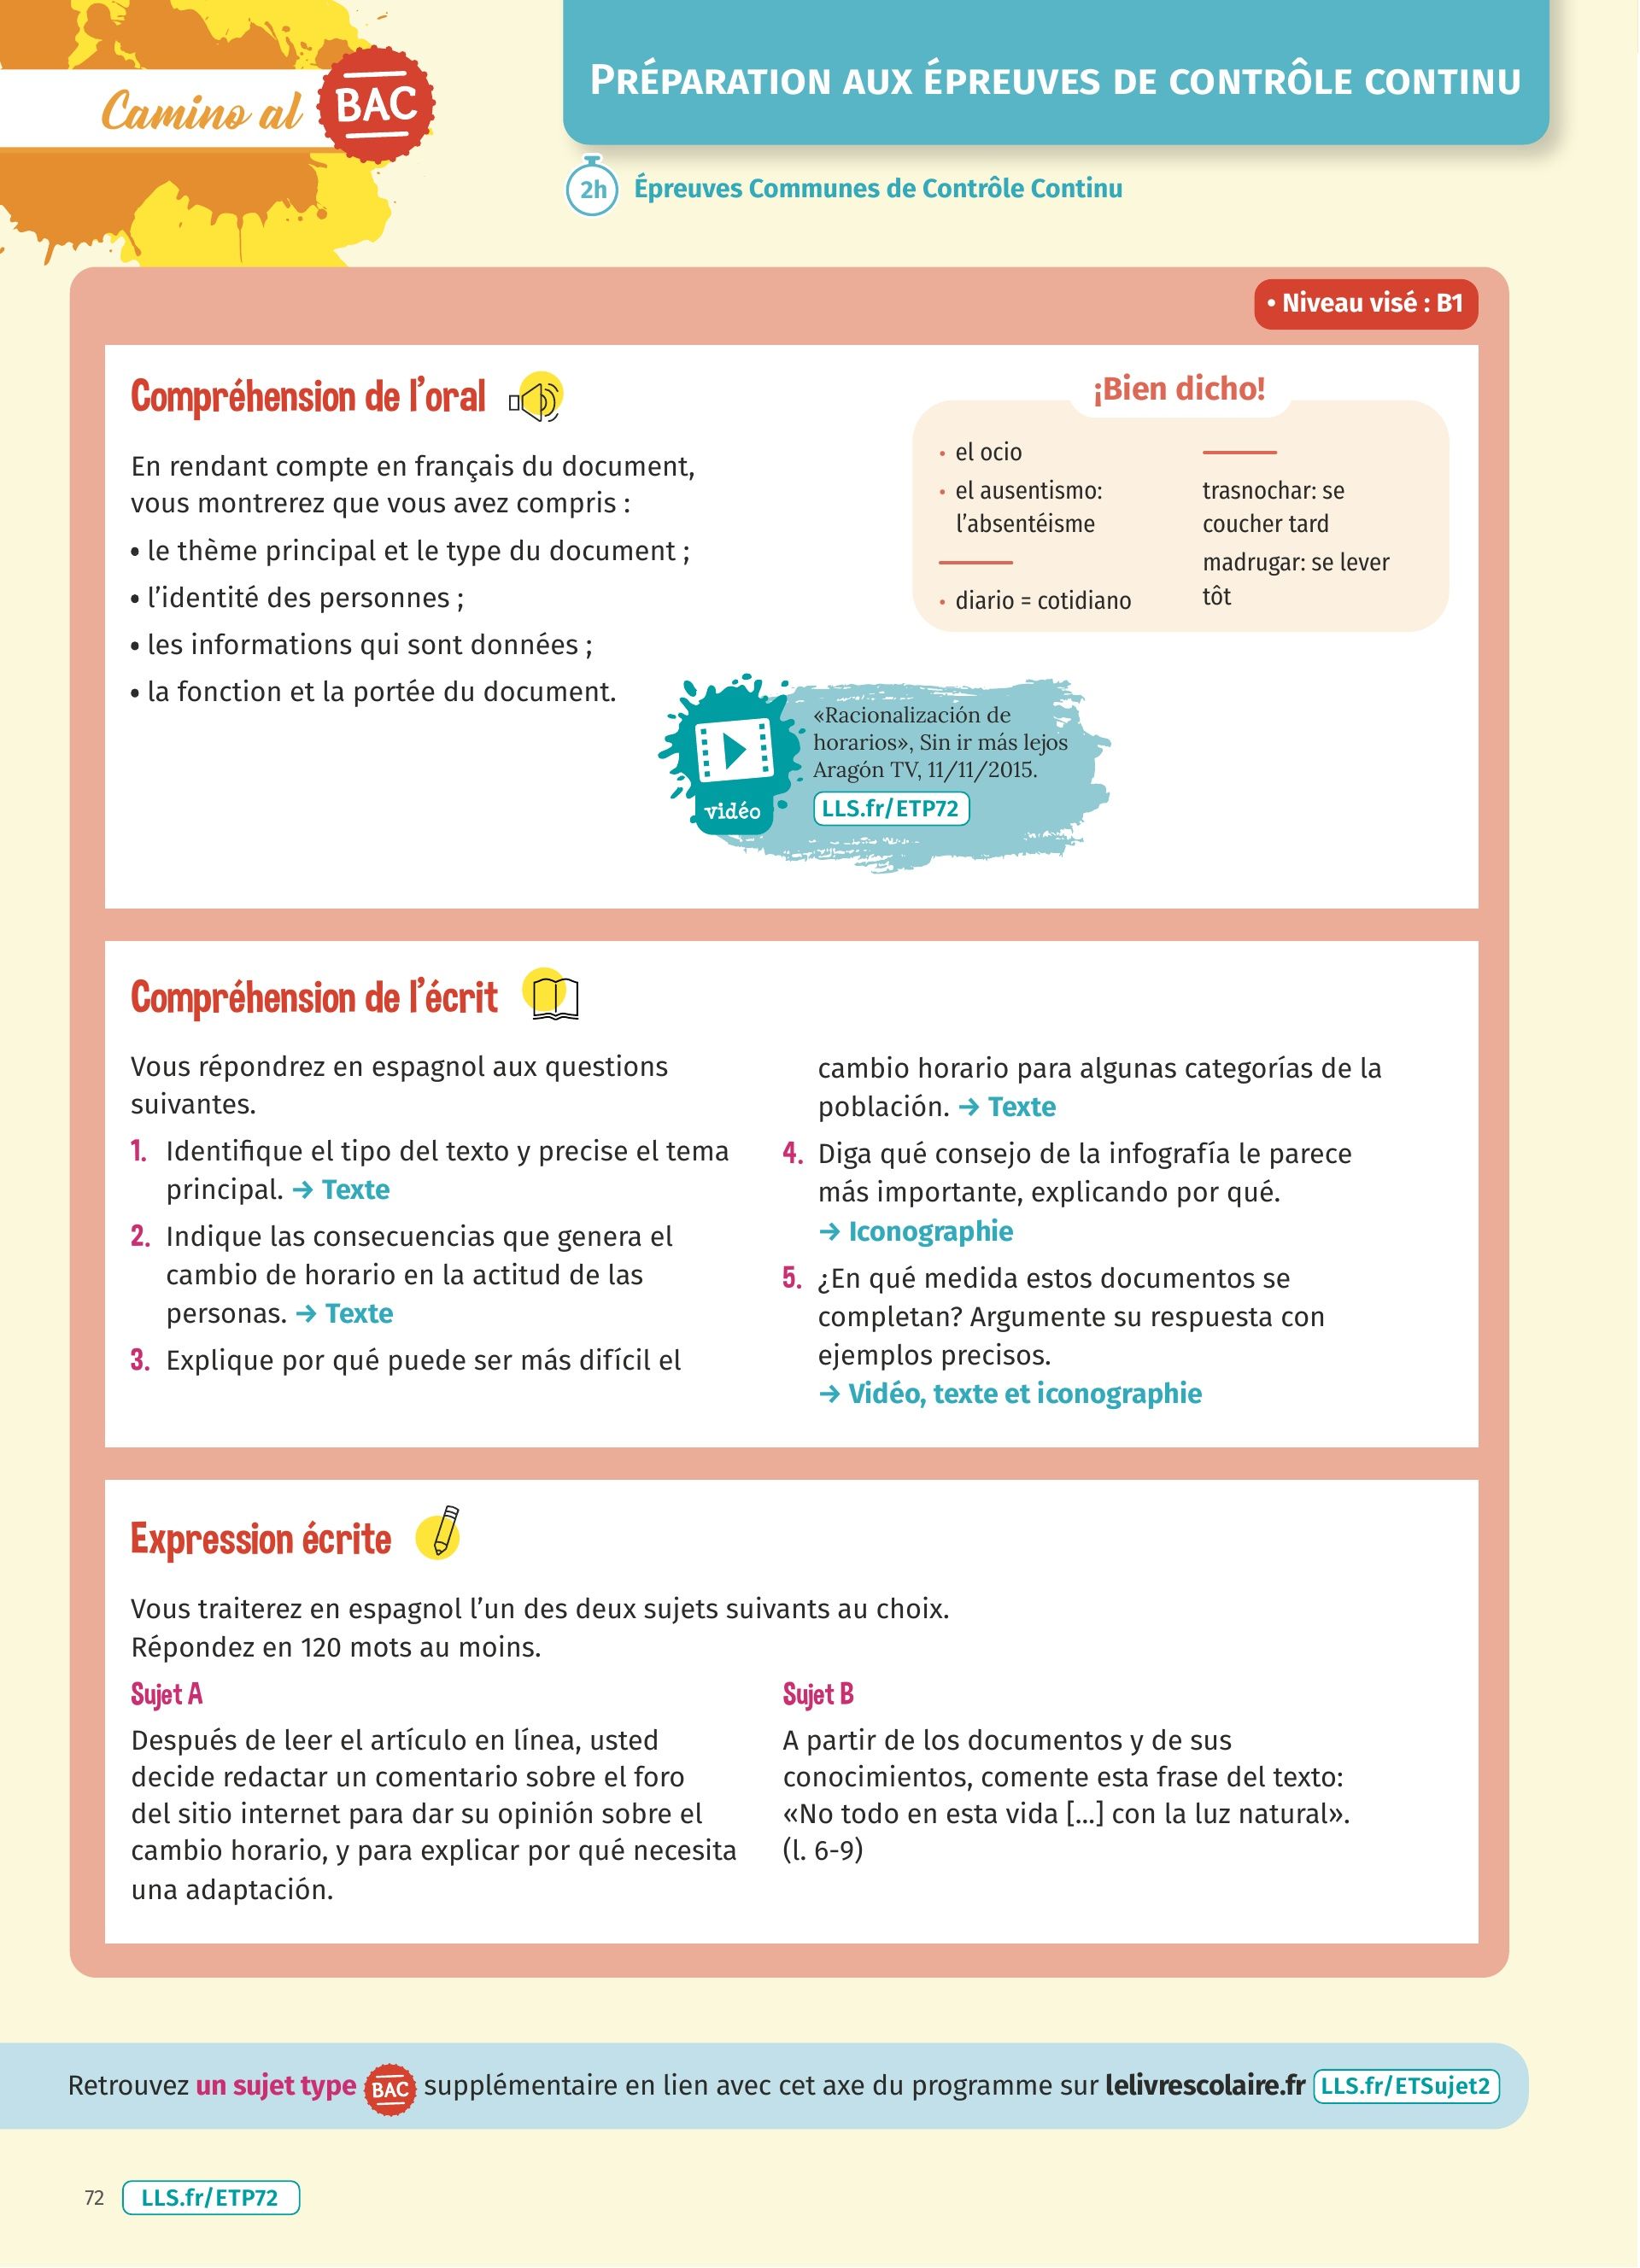 Camino al BAC
Préparation aux épreuves de contrôle continu
2h Épreuves Communes de Contrôle Continu
• Niveau visé : B1
Compréhension de l'oral
En rendant compte en français du document,
vous montrerez que vous avez compris :
• le thème principal et le type du document ;
• l'identité des personnes ;
• les informations qui sont données ;
• la fonction et la portée du document.
¡Bien dicho!
• el ocio
• el ausentismo:
l'absentéisme
• diario = cotidiano
trasnochar: se
coucher tard
madrugar: se lever
tôt
vidéo
«Racionalización de
horarios», Sin ir más lejos
Aragón TV, 11/11/2015.
LLS.fr/ETP72
Compréhension de l'écrit
Vous répondrez en espagnol aux questions
suivantes.
1. Identifique el tipo del texto y precise el tema
principal. → Texte
2. Indique las consecuencias que genera el
cambio de horario en la actitud de las
personas. → Texte
3. Explique por qué puede ser más difícil el
cambio horario para algunas categorías de la
población. → Texte
4. Diga qué consejo de la infografía le parece
más importante, explicando por qué.
→ Iconographie
5. ¿En qué medida estos documentos se
completan? Argumente su respuesta con
ejemplos precisos.
→ Vidéo, texte et iconographie
Expression écrite
Vous traiterez en espagnol l'un des deux sujets suivants au choix.
Répondez en 120 mots au moins.
Sujet A
Después de leer el artículo en línea, usted
decide redactar un comentario sobre el foro
del sitio internet para dar su opinión sobre el
cambio horario, y para explicar por qué necesita
una adaptación.
Sujet B
A partir de los documentos y de sus
conocimientos, comente esta frase del texto:
«No todo en esta vida [...] con la luz natural».
(l. 6-9)
Retrouvez un sujet type BAC supplémentaire en lien avec cet axe du programme sur lelivrescolaire.fr LLS.fr/ETSujet2
72 LLS.fr/ETP72